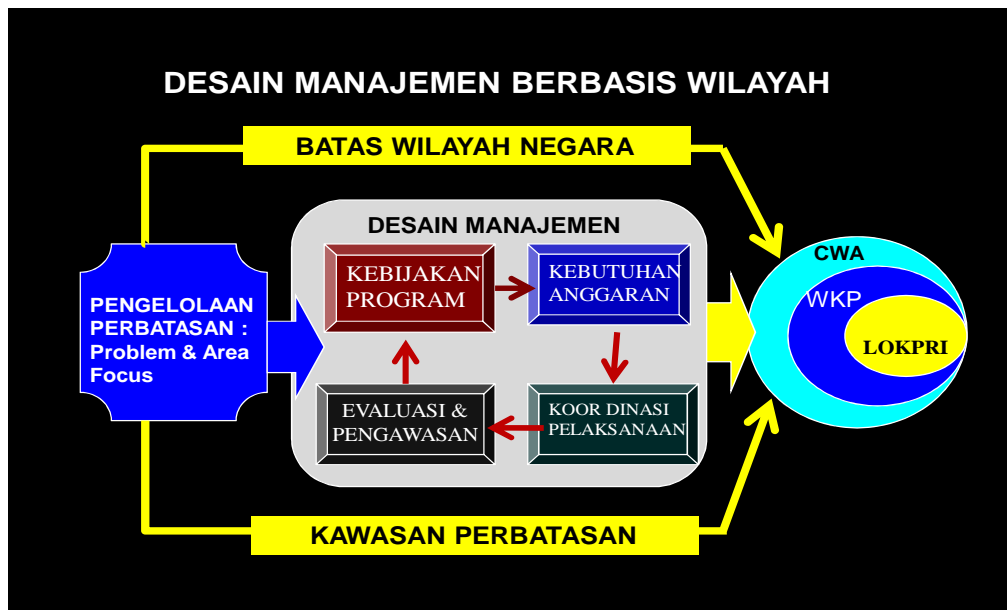 DESAIN MANAJEMEN BERBASIS WILAYAH
BATAS WILAYAH NEGARA
DESAIN MANAJEMEN
PENGELOLAAN
PERBATASAN :
Problem & Area
Focus
KEBIJAKAN
PROGRAM
KEBUTUHAN
ANGGARAN
EVALUASI &
PENGAWASAN
KOOR DINASI
PELAKSANAAN
CWA
WKP
LOKPRI
KAWASAN PERBATASAN